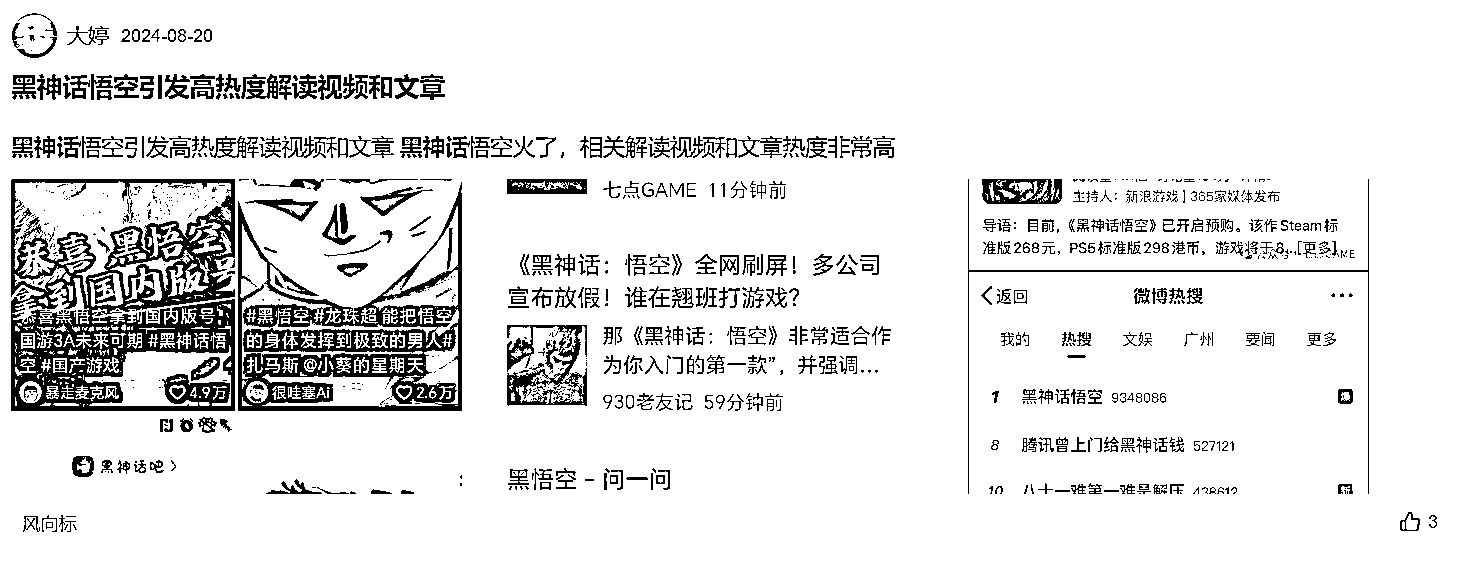 大婷 2024-08-20
黑神话悟空引发高热度解读视频和文章
黑神话悟空引发高热度解读视频和文章 黑神话悟空火了，相关解读视频和文章热度非常高
恭喜 黑悟空
拿到国内版号
恭喜黑悟空拿到国内版号！
国游3A未来可期 #黑神话悟
空 #国产游戏
暴走麦克风 4.9万
#黑悟空 #龙珠超 能把悟空
的身体发挥到极致的男人#
扎马斯 @小葵的星期天
很哇塞AI 2.6万
黑神话吧
七点GAME 11分钟前
《黑神话：悟空》全网刷屏！多公司
宣布放假！谁在翘班打游戏？
那《黑神话：悟空》非常适合作
为你入门的第一款”，并强调...
930老友记 59分钟前
黑悟空 - 问一问
主持人：新浪游戏 | 365家媒体发布
导语：目前，《黑神话悟空》已开启预购。该作Steam标
准版268元，PS5标准版298港币，游戏将于8...[更多]
返回 微博热搜 ···
我的 热搜 文娱 广州 要闻 更多
1 黑神话悟空 9348086 爆
8 腾讯曾上门给黑神话钱 527121
10 八十一难第一难是解压 438612 新
风向标
3